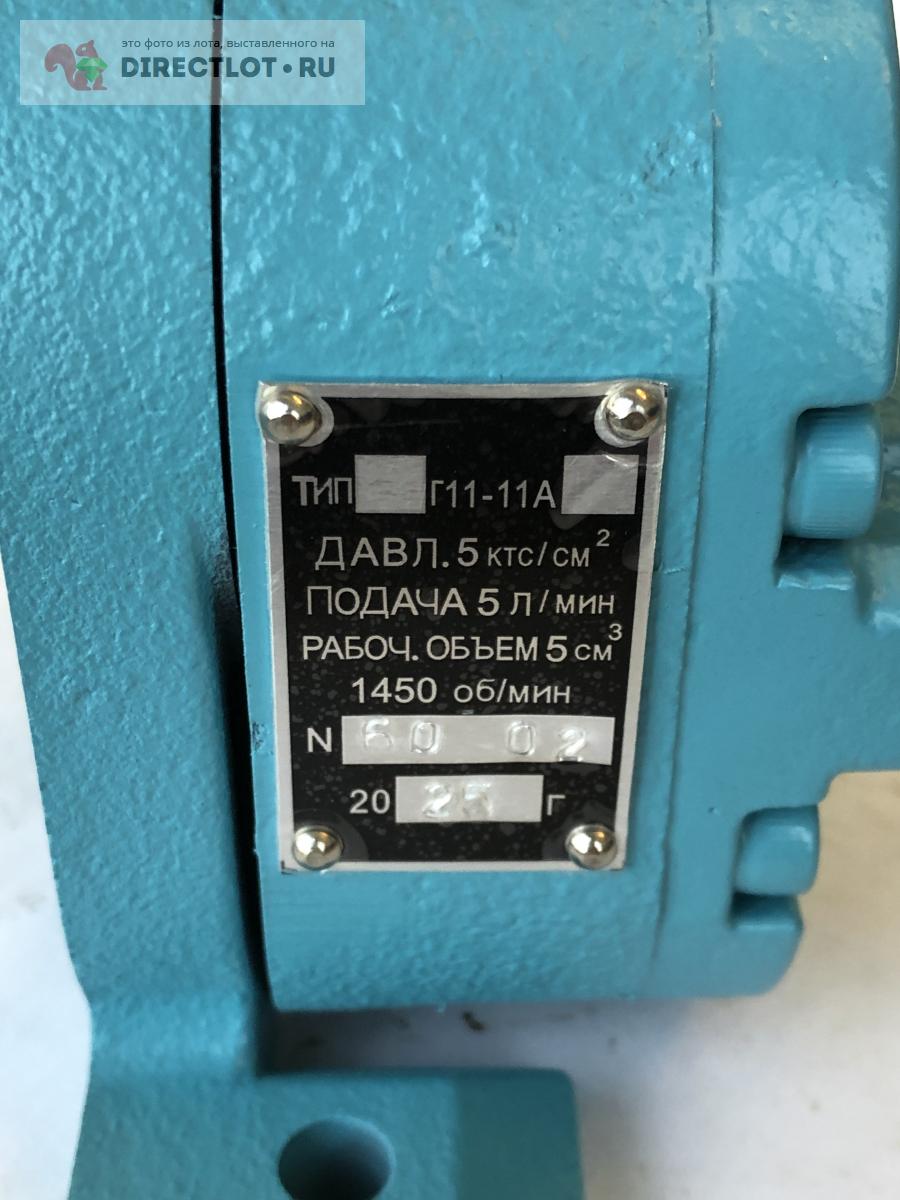 это фото из лота, выставленного на
DIRECTLOT.RU
ТИП Г11-11А
ДАВЛ. 5 КТС/СМ²
ПОДАЧА 5 Л/МИН
РАБОЧ. ОБЪЕМ 5 СМ³
1450 об/мин
N 60 02
20 25 Г